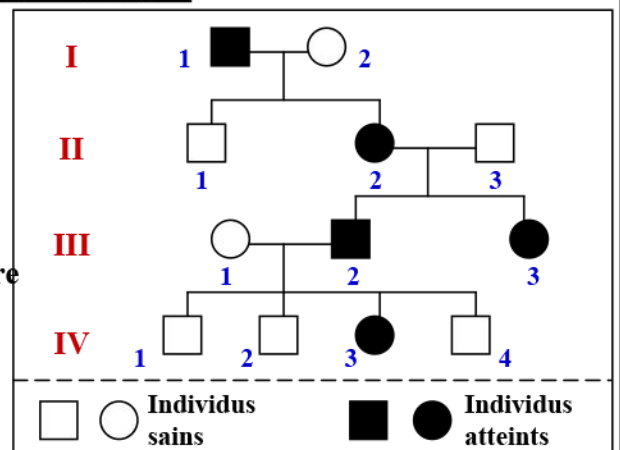 I 1 2
II
1 2 3
III
re 1 2 3
IV 1 2 3 4
Individus Individus
sains atteints